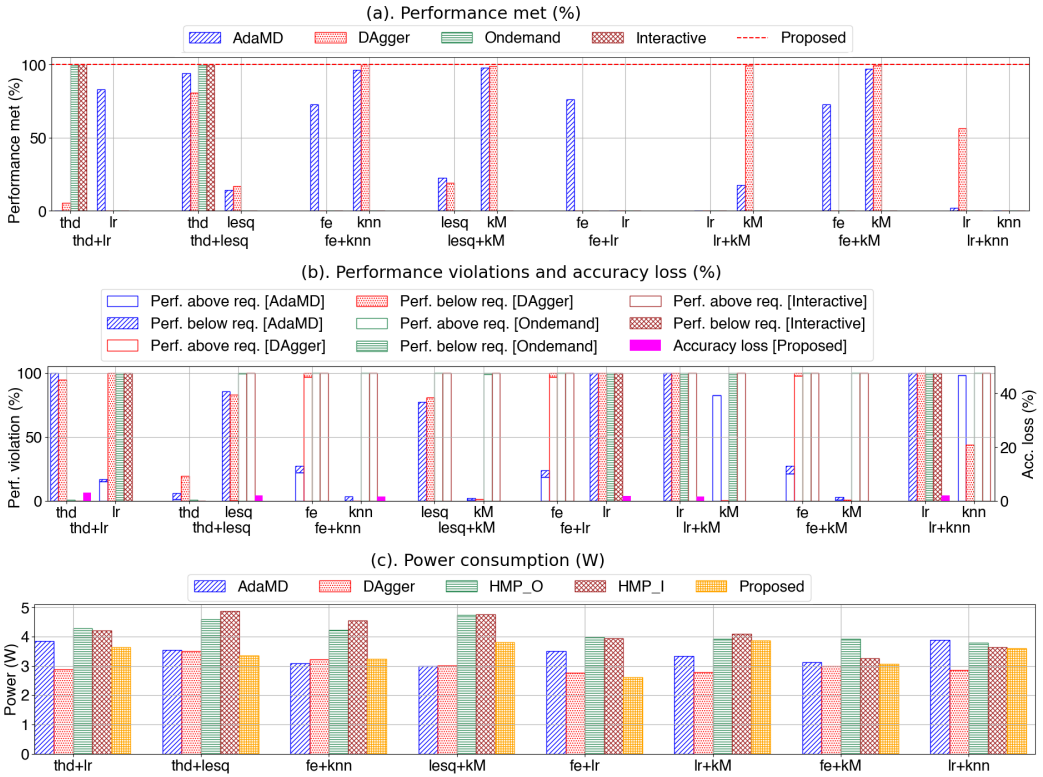 (a). Performance met (%)
AdaMD DAgger Ondemand Interactive Proposed
Performance met (%)
100
50
0
thd lr thd lesq fe knn lesq kM fe lr lr kM fe kM lr knn
thd+lr thd+lesq fe+knn lesq+kM fe+lr lr+kM fe+kM lr+knn
(b). Performance violations and accuracy loss (%)
Perf. above req. [AdaMD] Perf. below req. [DAgger] Perf. above req. [Interactive]
Perf. below req. [AdaMD] Perf. above req. [Ondemand] Perf. below req. [Interactive]
Perf. above req. [DAgger] Perf. below req. [Ondemand] Accuracy loss [Proposed]
Perf. violation (%)
100
50
0
40
20
0
Acc. loss (%)
thd lr thd lesq fe knn lesq kM fe lr lr kM fe kM lr knn
thd+lr thd+lesq fe+knn lesq+kM fe+lr lr+kM fe+kM lr+knn
(c). Power consumption (W)
AdaMD DAgger HMP_O HMP_I Proposed
Power (W)
5
4
3
2
1
0
thd+lr thd+lesq fe+knn lesq+kM fe+lr lr+kM fe+kM lr+knn